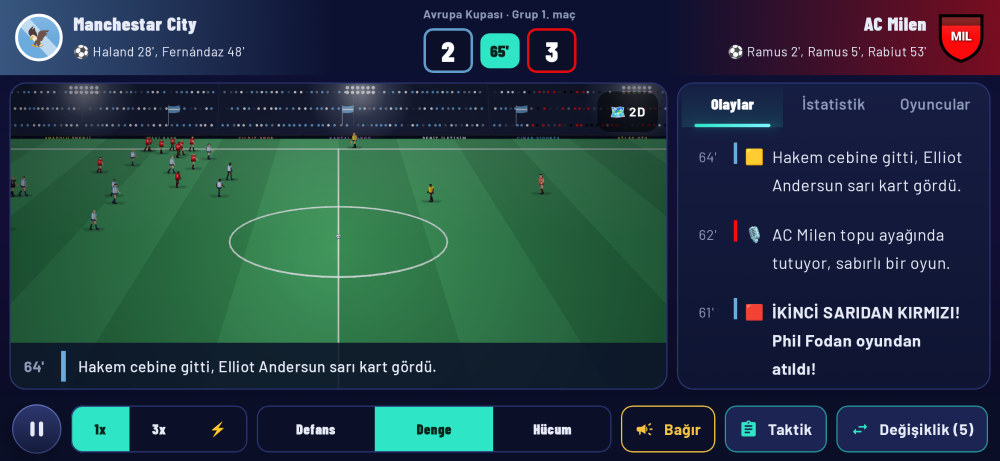 Manchestar City
Haland 28', Fernándaz 48'
Avrupa Kupası · Grup 1. maç
2 65' 3
AC Milen
Ramus 2', Ramus 5', Rabiut 53'
MIL
2D
64' Hakem cebine gitti, Elliot Andersun sarı kart gördü.
Olaylar İstatistik Oyuncular
64' Hakem cebine gitti, Elliot
Andersun sarı kart gördü.
62' AC Milen topu ayağında
tutuyor, sabırlı bir oyun.
61' İKİNCİ SARIDAN KIRMIZI!
Phil Fodan oyundan
atıldı!
1x 3x Defans Denge Hücum Bağır Taktik Değişiklik (5)